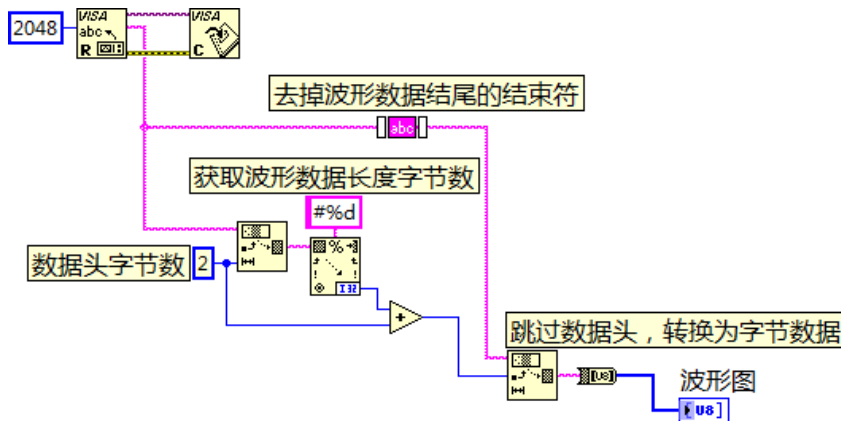 VISA
VISA
2048
abc
R
C
去掉波形数据结尾的结束符
abc
获取波形数据长度字节数
#%d
%
数据头字节数
2
I32
+
跳过数据头，转换为字节数据
[U8]
波形图
U8]